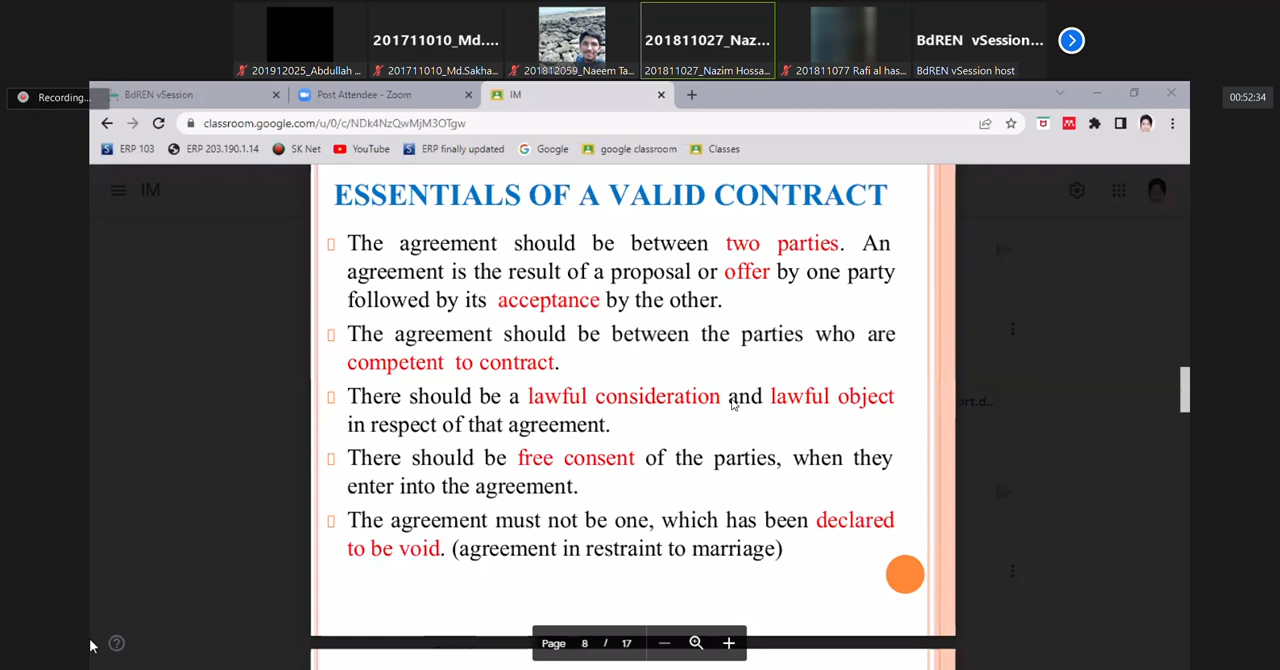 201711010_Md....
201811027_Naz...
BdREN vSession...
201912025_Abdullah ...
201711010_Md.Sakha...
201812059_Naeem Ta...
201811027_Nazim Hossa...
201811077 Rafi al has...
BdREN vSession host
Recording...
00:52:34
BdREN vSession
Post Attendee - Zoom
IM
classroom.google.com/u/0/c/NDk4NzQwMjM3OTgw
ERP 103
ERP 203.190.1.14
SK Net
YouTube
ERP finally updated
Google
google classroom
Classes
IM
ESSENTIALS OF A VALID CONTRACT
The agreement should be between two parties. An
agreement is the result of a proposal or offer by one party
followed by its acceptance by the other.
The agreement should be between the parties who are
competent to contract.
There should be a lawful consideration and lawful object
in respect of that agreement.
There should be free consent of the parties, when they
enter into the agreement.
The agreement must not be one, which has been declared
to be void. (agreement in restraint to marriage)
Page 8 / 17